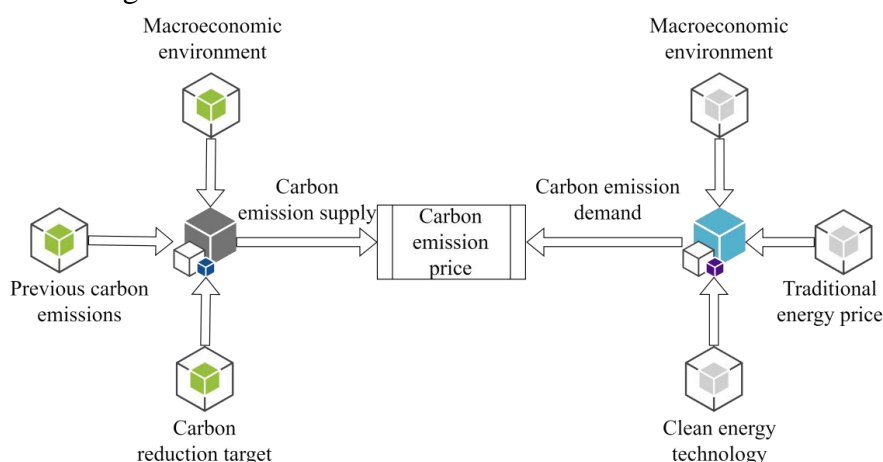 Macroeconomic
environment
Macroeconomic
environment
Carbon
emission supply
Carbon emission
demand
Carbon
emission
price
Previous carbon
emissions
Traditional
energy price
Carbon
reduction target
Clean energy
technology